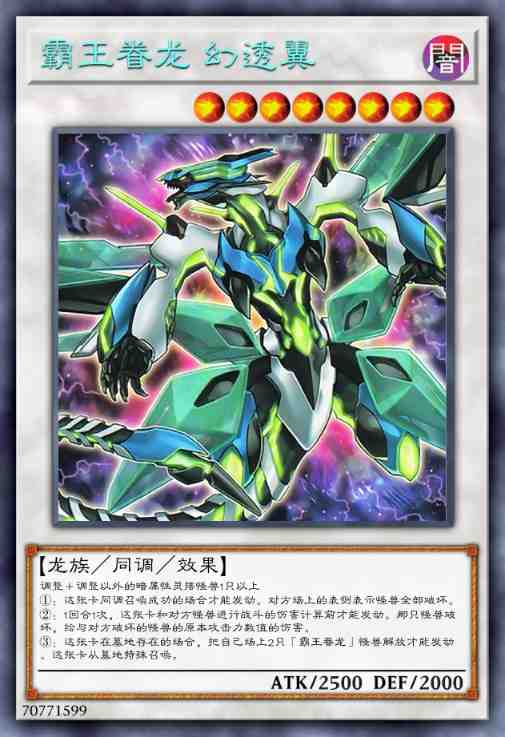 霸王眷龙 幻透翼
闇
【龙族／同调／效果】
调整＋调整以外的暗属性灵摆怪兽1只以上
①：这张卡同调召唤成功的场合才能发动。对方场上的表侧表示怪兽全部破坏。
②：1回合1次，这张卡和对方怪兽进行战斗的伤害计算前才能发动。那只怪兽破
坏，给与对方破坏的怪兽的原本攻击力数值的伤害。
③：这张卡在墓地存在的场合，把自己场上2只「霸王眷龙」怪兽解放才能发动
。这张卡从墓地特殊召唤。
ATK/2500 DEF/2000
70771599